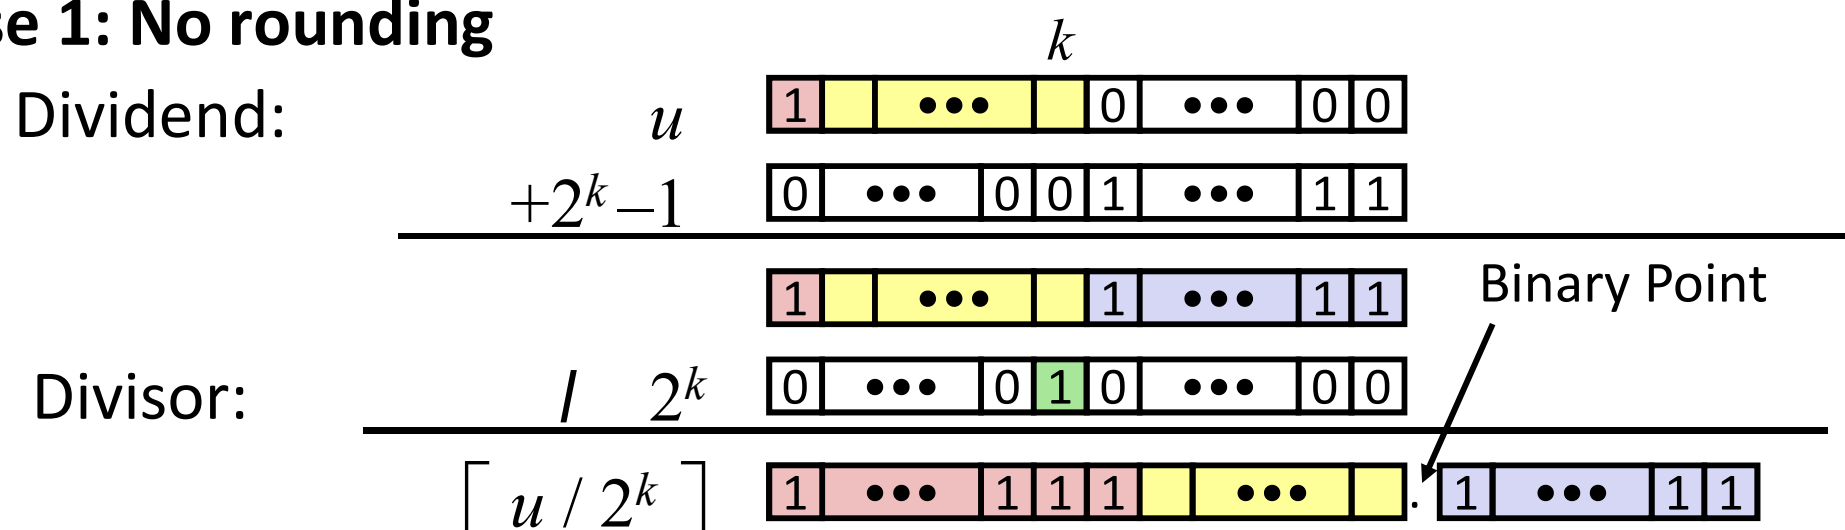 se 1: No rounding
k
Dividend: u 1 ••• 0 ••• 0 0
+2^k –1 0 ••• 0 0 1 ••• 1 1
1 ••• 1 ••• 1 1
Binary Point
Divisor: / 2^k 0 ••• 0 1 0 ••• 0 0
⌈ u / 2^k ⌉ 1 ••• 1 1 1 ••• . 1 ••• 1 1